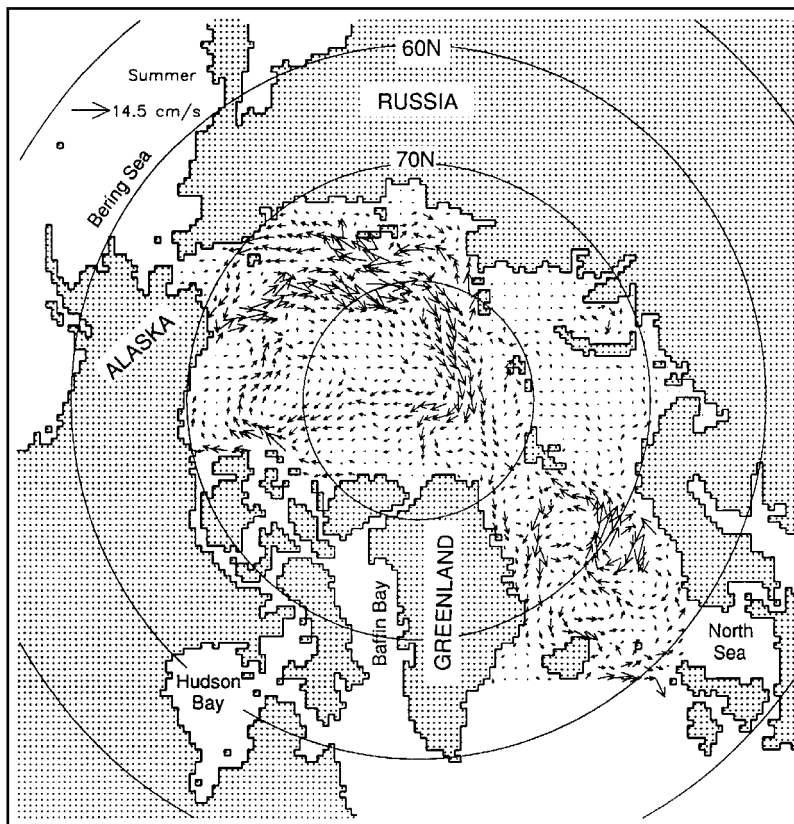 60N
Summer
14.5 cm/s
RUSSIA
70N
Bering Sea
ALASKA
GREENLAND
Baffin Bay
North
Sea
Hudson
Bay